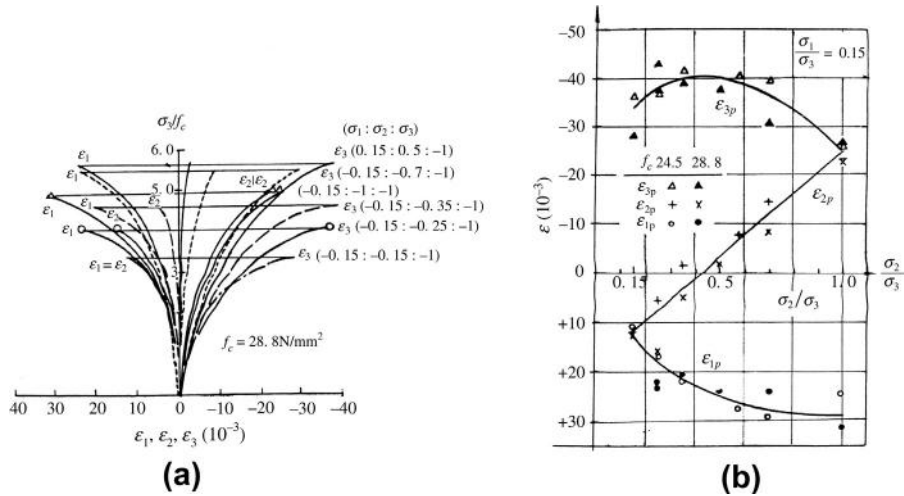 σ₃/f_c
(σ₁ : σ₂ : σ₃)
6.0
ε₁
ε₃ (0. 15 : 0. 5 : -1)
ε₃ (-0. 15 : -0. 7 : -1)
ε₁
5.0
ε₂|ε₂
(-0. 15 : -1 : -1)
ε₁
ε₁
ε₂
ε₂
ε₃ (-0. 15 : -0. 35 : -1)
ε₁
ε₃ (-0. 15 : -0. 25 : -1)
ε₁ = ε₂
3
ε₃ (-0. 15 : -0. 15 : -1)
f_c = 28. 8N/mm²
40 30 20 10 0 -10 -20 -30 -40
ε₁, ε₂, ε₃ (10⁻³)
(a)
-50
σ₁/σ₃ = 0.15
-40
ε₃ₚ
-30
f_c 24.5 28. 8
ε₃ₚ
ε₂ₚ
ε₁ₚ
-20
ε₂ₚ
-10
ε (10⁻³)
0
0. 15 0. 5 1. 0
σ₂/σ₃
σ₂/σ₃
+10
ε₁ₚ
+20
+30
(b)